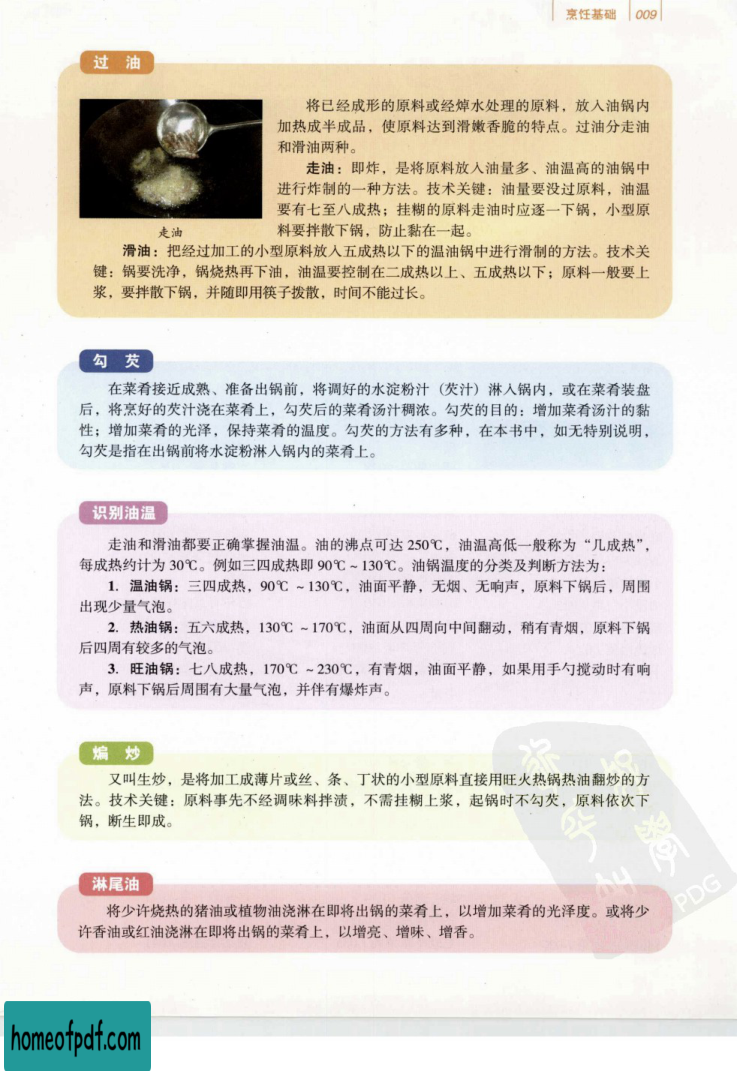 烹饪基础 009
过 油
将已经成形的原料或经焯水处理的原料，放入油锅内
加热成半成品，使原料达到滑嫩香脆的特点。过油分走油
和滑油两种。
走油：即炸，是将原料放入油量多、油温高的油锅中
进行炸制的一种方法。技术关键：油量要没过原料，油温
要有七至八成热；挂糊的原料走油时应逐一下锅，小型原
料要拌散下锅，防止黏在一起。
走油
滑油：把经过加工的小型原料放入五成热以下的温油锅中进行滑制的方法。技术关
键：锅要洗净，锅烧热再下油，油温要控制在二成热以上、五成热以下；原料一般要上
浆，要拌散下锅，并随即用筷子拨散，时间不能过长。
勾 芡
在菜肴接近成熟、准备出锅前，将调好的水淀粉汁（芡汁）淋入锅内，或在菜肴装盘
后，将烹好的芡汁浇在菜肴上，勾芡后的菜肴汤汁稠浓。勾芡的目的：增加菜肴汤汁的黏
性；增加菜肴的光泽，保持菜肴的温度。勾芡的方法有多种，在本书中，如无特别说明，
勾芡是指在出锅前将水淀粉淋入锅内的菜肴上。
识别油温
走油和滑油都要正确掌握油温。油的沸点可达 250℃，油温高低一般称为“几成热”，
每成热约计为 30℃。例如三四成热即 90℃～130℃。油锅温度的分类及判断方法为：
1. 温油锅：三四成热，90℃ ～130℃，油面平静，无烟、无响声，原料下锅后，周围
出现少量气泡。
2. 热油锅：五六成热，130℃ ～170℃，油面从四周向中间翻动，稍有青烟，原料下锅
后四周有较多的气泡。
3. 旺油锅：七八成热，170℃ ～230℃，有青烟，油面平静，如果用手勺搅动时有响
声，原料下锅后周围有大量气泡，并伴有爆炸声。
煸 炒
又叫生炒，是将加工成薄片或丝、条、丁状的小型原料直接用旺火热锅热油翻炒的方
法。技术关键：原料事先不经调味料拌渍，不需挂糊上浆，起锅时不勾芡，原料依次下
锅，断生即成。
淋尾油
将少许烧热的猪油或植物油浇淋在即将出锅的菜肴上，以增加菜肴的光泽度。或将少
许香油或红油浇淋在即将出锅的菜肴上，以增亮、增味、增香。
PDG
homeofpdf.com